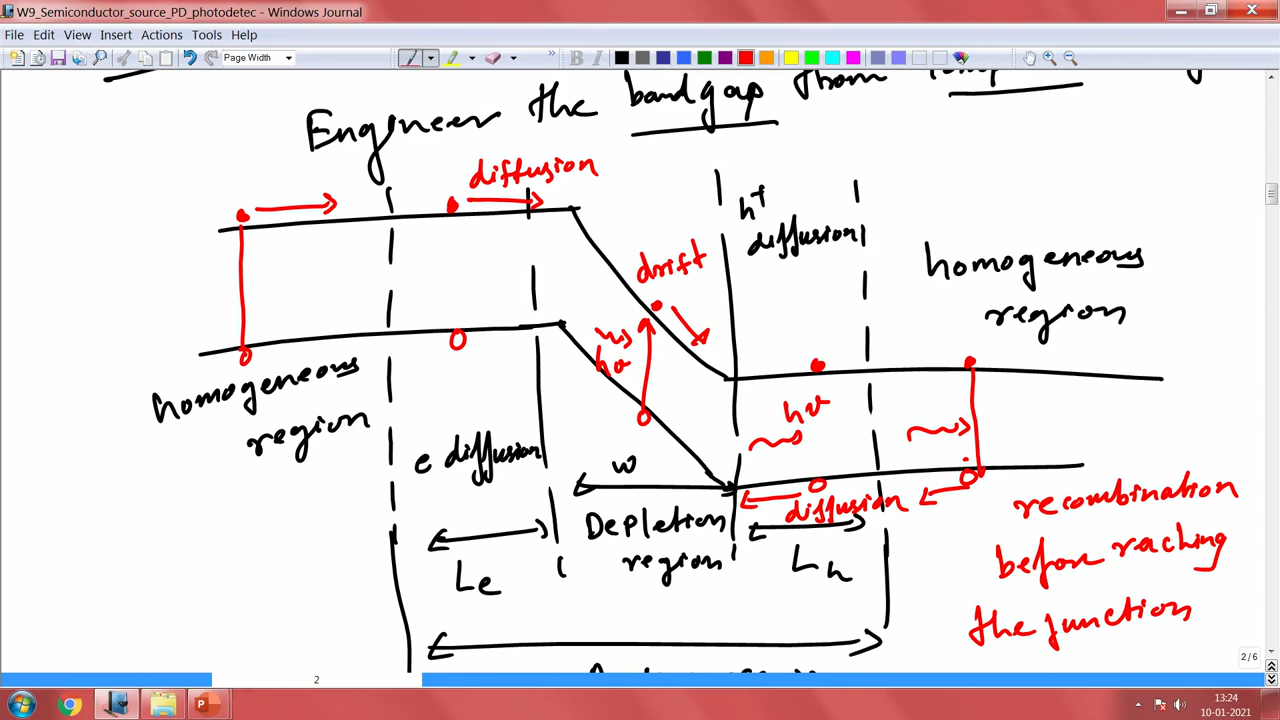 W9_Semiconductor_source_PD_photodetec - Windows Journal
File Edit View Insert Actions Tools Help
Page Width
B I
Engineer the bandgap from
diffusion
h+
diffusion
drift
homogeneous
region
hν
homogeneous
region
hν
e diffusion
w
diffusion
Depletion
region
Le
Lh
recombination
before reaching
the junction
2/6
2
13:24
10-01-2021